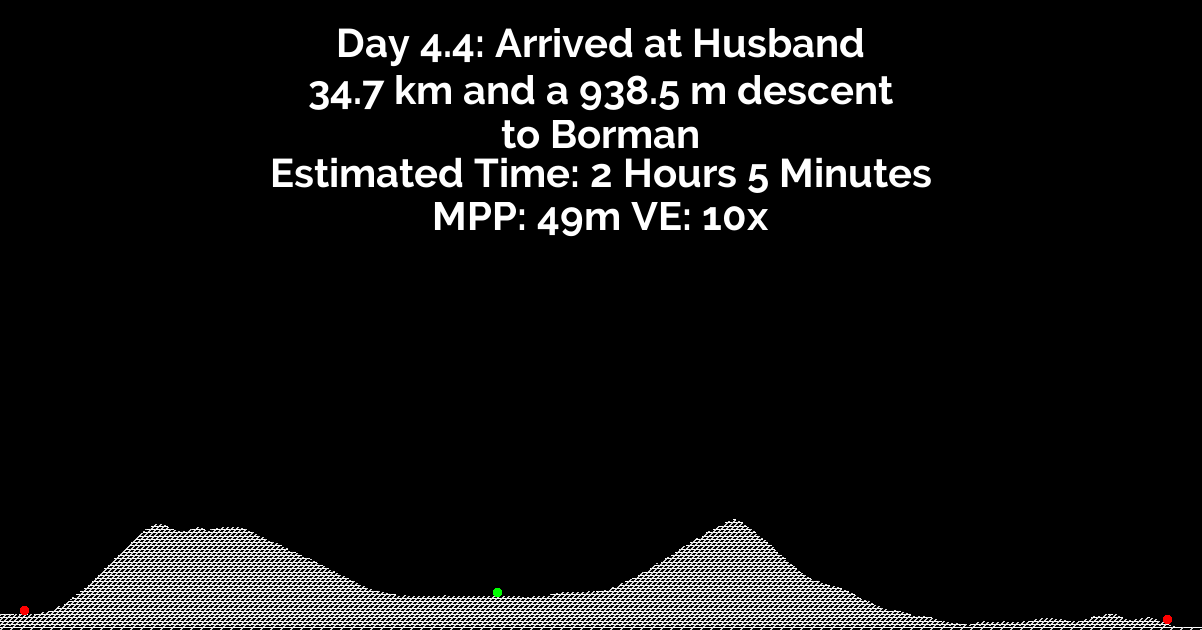 Day 4.4: Arrived at Husband
34.7 km and a 938.5 m descent
to Borman
Estimated Time: 2 Hours 5 Minutes
MPP: 49m VE: 10x